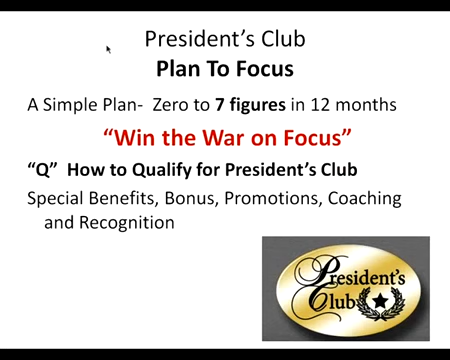 President’s Club
Plan To Focus
A Simple Plan-  Zero to 7 figures in 12 months
“Win the War on Focus”
“Q”  How to Qualify for President’s Club
Special Benefits, Bonus, Promotions, Coaching
and Recognition
President’s
Club